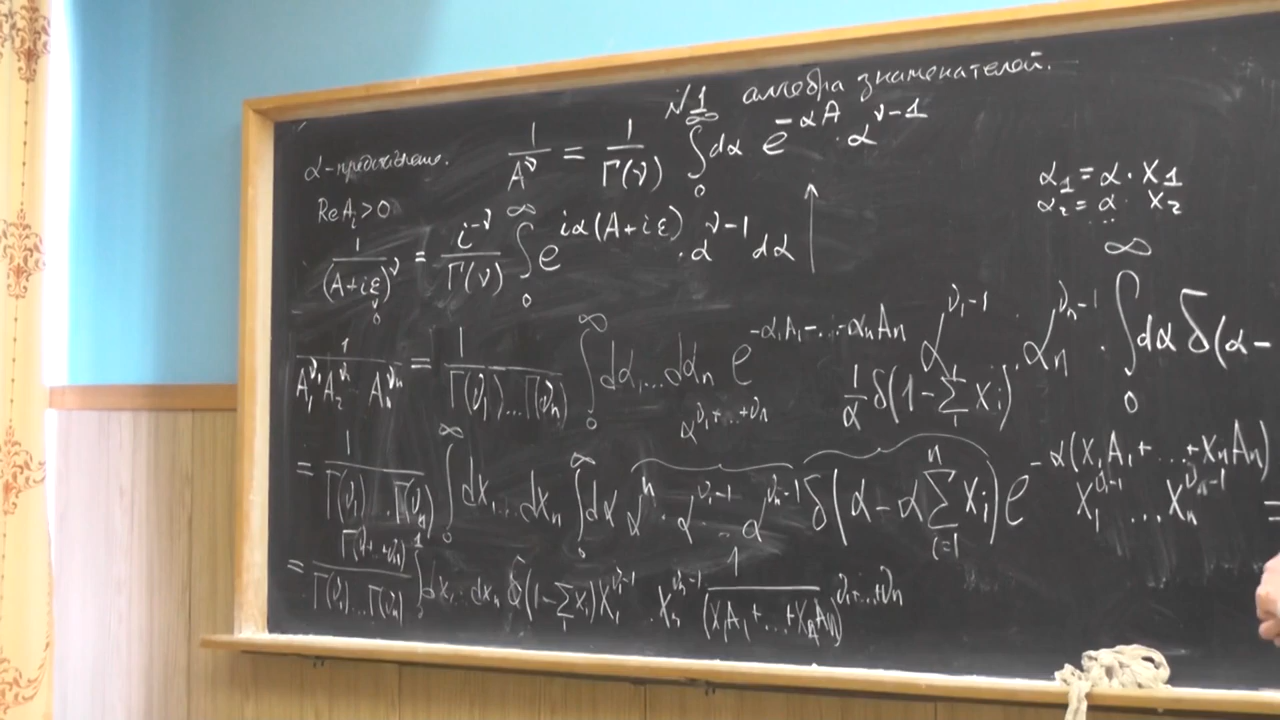 №1 алгебра знаменателей.
α-представление. 1/A^ν = 1/Γ(ν) ∫_0^∞ dα e^{-αA} · α^{ν-1}
Re A_i > 0
α_1 = α · x_1
α_2 = α · x_2
1/(A+iε)^ν = i^{-ν}/Γ(ν) ∫_0^∞ e^{iα(A+iε)} · α^{ν-1} dα
1/(A_1^{ν_1} A_2^{ν_2} … A_n^{ν_n}) = 1/(Γ(ν_1)...Γ(ν_n)) ∫_0^∞ dα_1...dα_n e^{-α_1A_1-...-α_nA_n} α_1^{ν_1-1} ... α_n^{ν_n-1} · ∫_0^∞ dα δ(α-
α^{ν_1+...+ν_n} 1/α δ(1-∑x_i)
= 1/(Γ(ν_1)...Γ(ν_n)) ∫_0^∞ dx_1...dx_n ∫_0^∞ dα α^n · α^{ν_1-1} ... α^{ν_n-1} δ(α-α∑_{i=1}^n x_i) e^{-α(x_1A_1+...+x_nA_n)} x_1^{ν_1-1} ... x_n^{ν_n-1} =
= Γ(ν_1+...+ν_n)/(Γ(ν_1)...Γ(ν_n)) ∫_0^1 dx_1...dx_n δ(1-∑x_i) x_1^{ν_1-1} ... x_n^{ν_n-1} 1/(x_1A_1+...+x_nA_n)^{ν_1+...+ν_n}